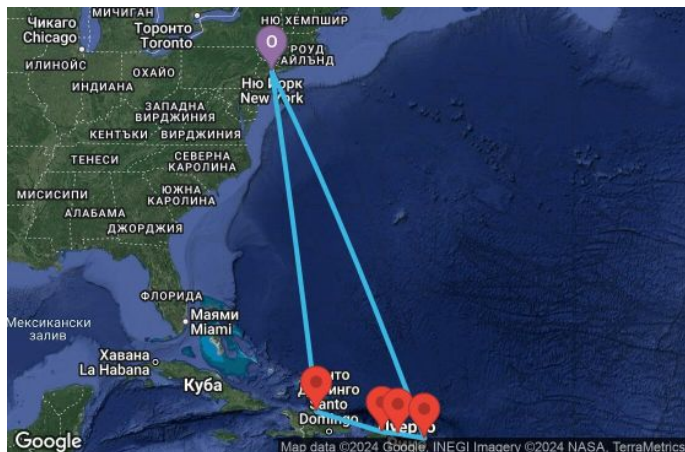 МИЧИГАН
Чикаго
Chicago
Торонто
Toronto
НЮ ХЕМПШИР
O
РОУД
АЙЛЪНД
ИЛИНОЙС
ОХАЙО
ИНДИАНА
Ню Йорк
New York
ЗАПАДНА
ВИРДЖИНИЯ
КЕНТЪКИ
ВИРДЖИНИЯ
ТЕНЕСИ
СЕВЕРНА
КАРОЛИНА
МИСИСИПИ
ЮЖНА
КАРОЛИНА
АЛАБАМА
ДЖОРДЖИЯ
ФЛОРИДА
Мексикански
залив
Маями
Miami
Хавана
La Habana
Куба
Santo
Domingo
Google
Map data ©2024 Google, INEGI Imagery ©2024 NASA, TerraMetrics